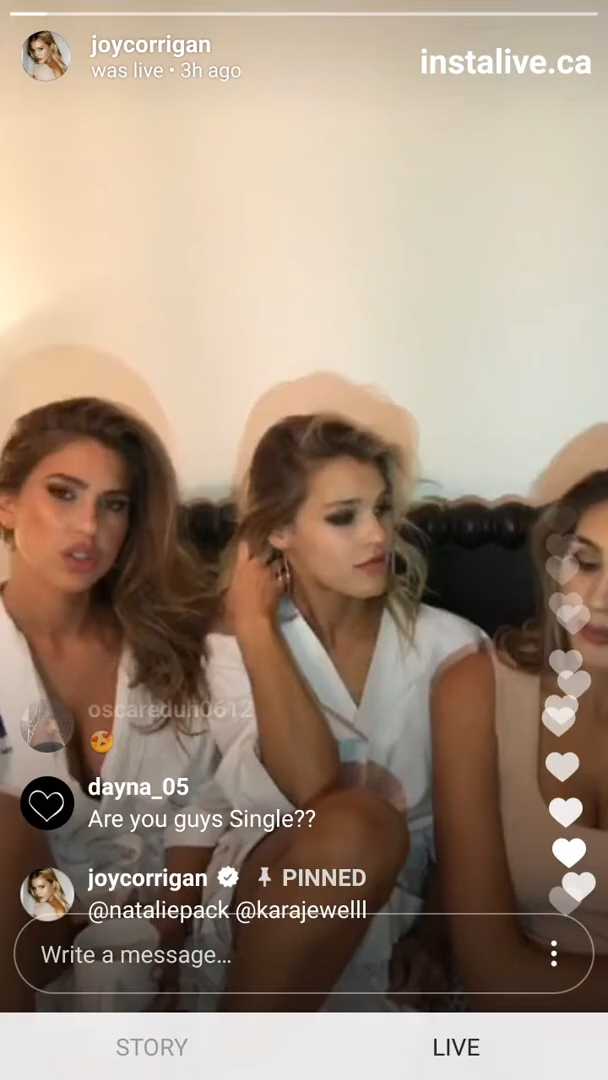 joycorrigan
was live • 3h ago
instalive.ca
oscareduh0612
😍
dayna_05
Are you guys Single??
joycorrigan PINNED
@nataliepack @karajewelll
Write a message...
STORY
LIVE